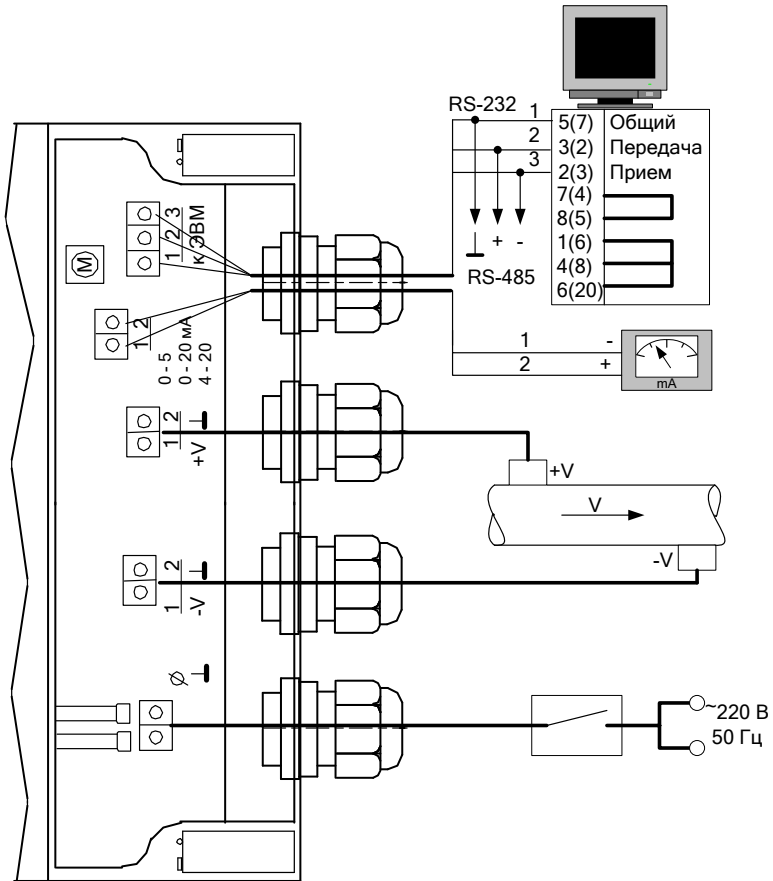 RS-232
1
2
3
5(7) Общий
3(2) Передача
2(3) Прием
7(4)
8(5)
1(6)
4(8)
6(20)
+ -
RS-485
1 2 3
к ЭВМ
М
1 2
0 - 5
0 - 20 мА
4 - 20
1 -
2 +
mA
1 2
+V
+V
V
-V
1 2
-V
~220 В
50 Гц